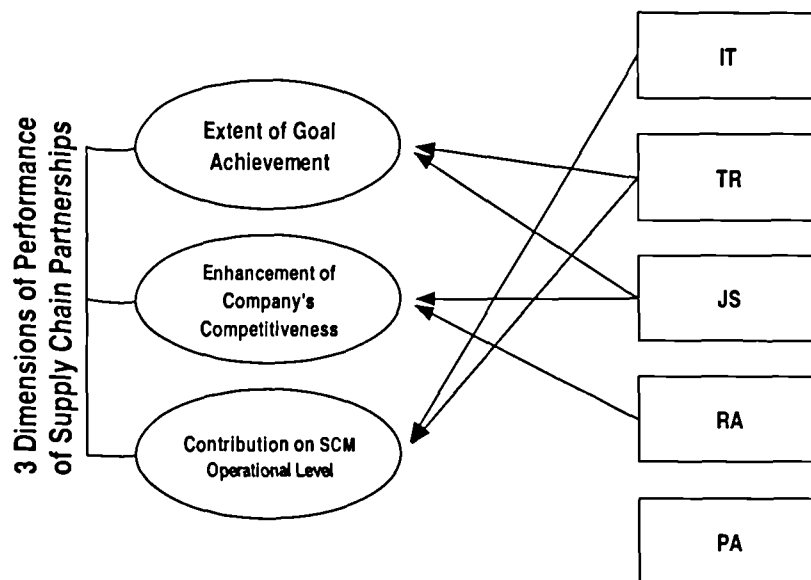 3 Dimensions of Performance
of Supply Chain Partnerships
Extent of Goal
Achievement
Enhancement of
Company's
Competitiveness
Contribution on SCM
Operational Level
IT
TR
JS
RA
PA